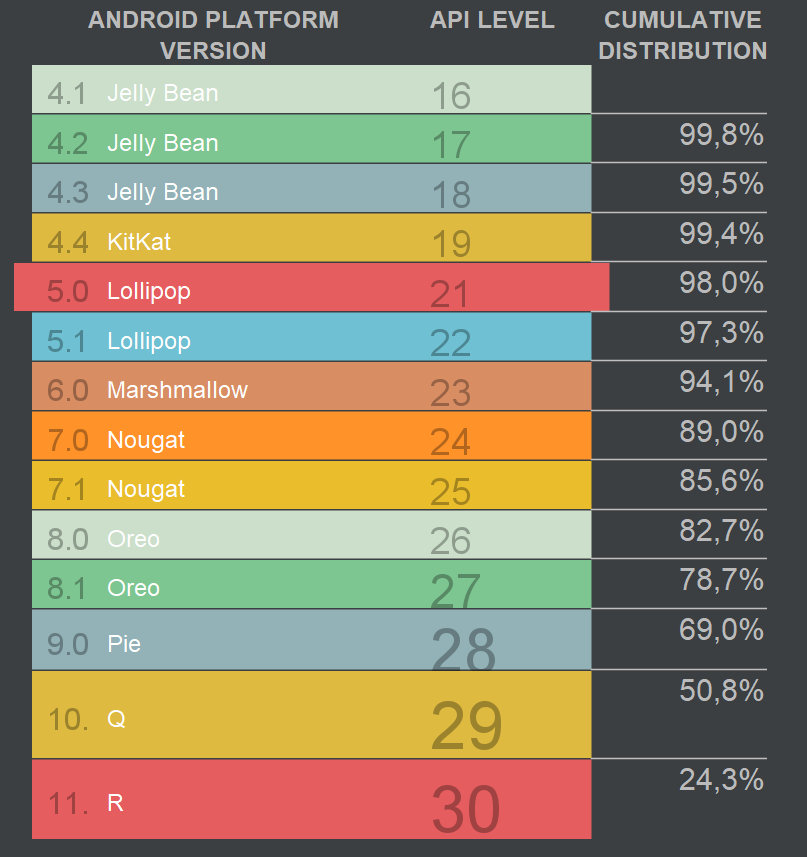 ANDROID PLATFORM VERSION API LEVEL CUMULATIVE DISTRIBUTION
4.1 Jelly Bean 16
99,8%
4.2 Jelly Bean 17
99,5%
4.3 Jelly Bean 18
99,4%
4.4 KitKat 19
98,0%
5.0 Lollipop 21
97,3%
5.1 Lollipop 22
94,1%
6.0 Marshmallow 23
89,0%
7.0 Nougat 24
85,6%
7.1 Nougat 25
82,7%
8.0 Oreo 26
78,7%
8.1 Oreo 27
69,0%
9.0 Pie 28
50,8%
10. Q 29
24,3%
11. R 30